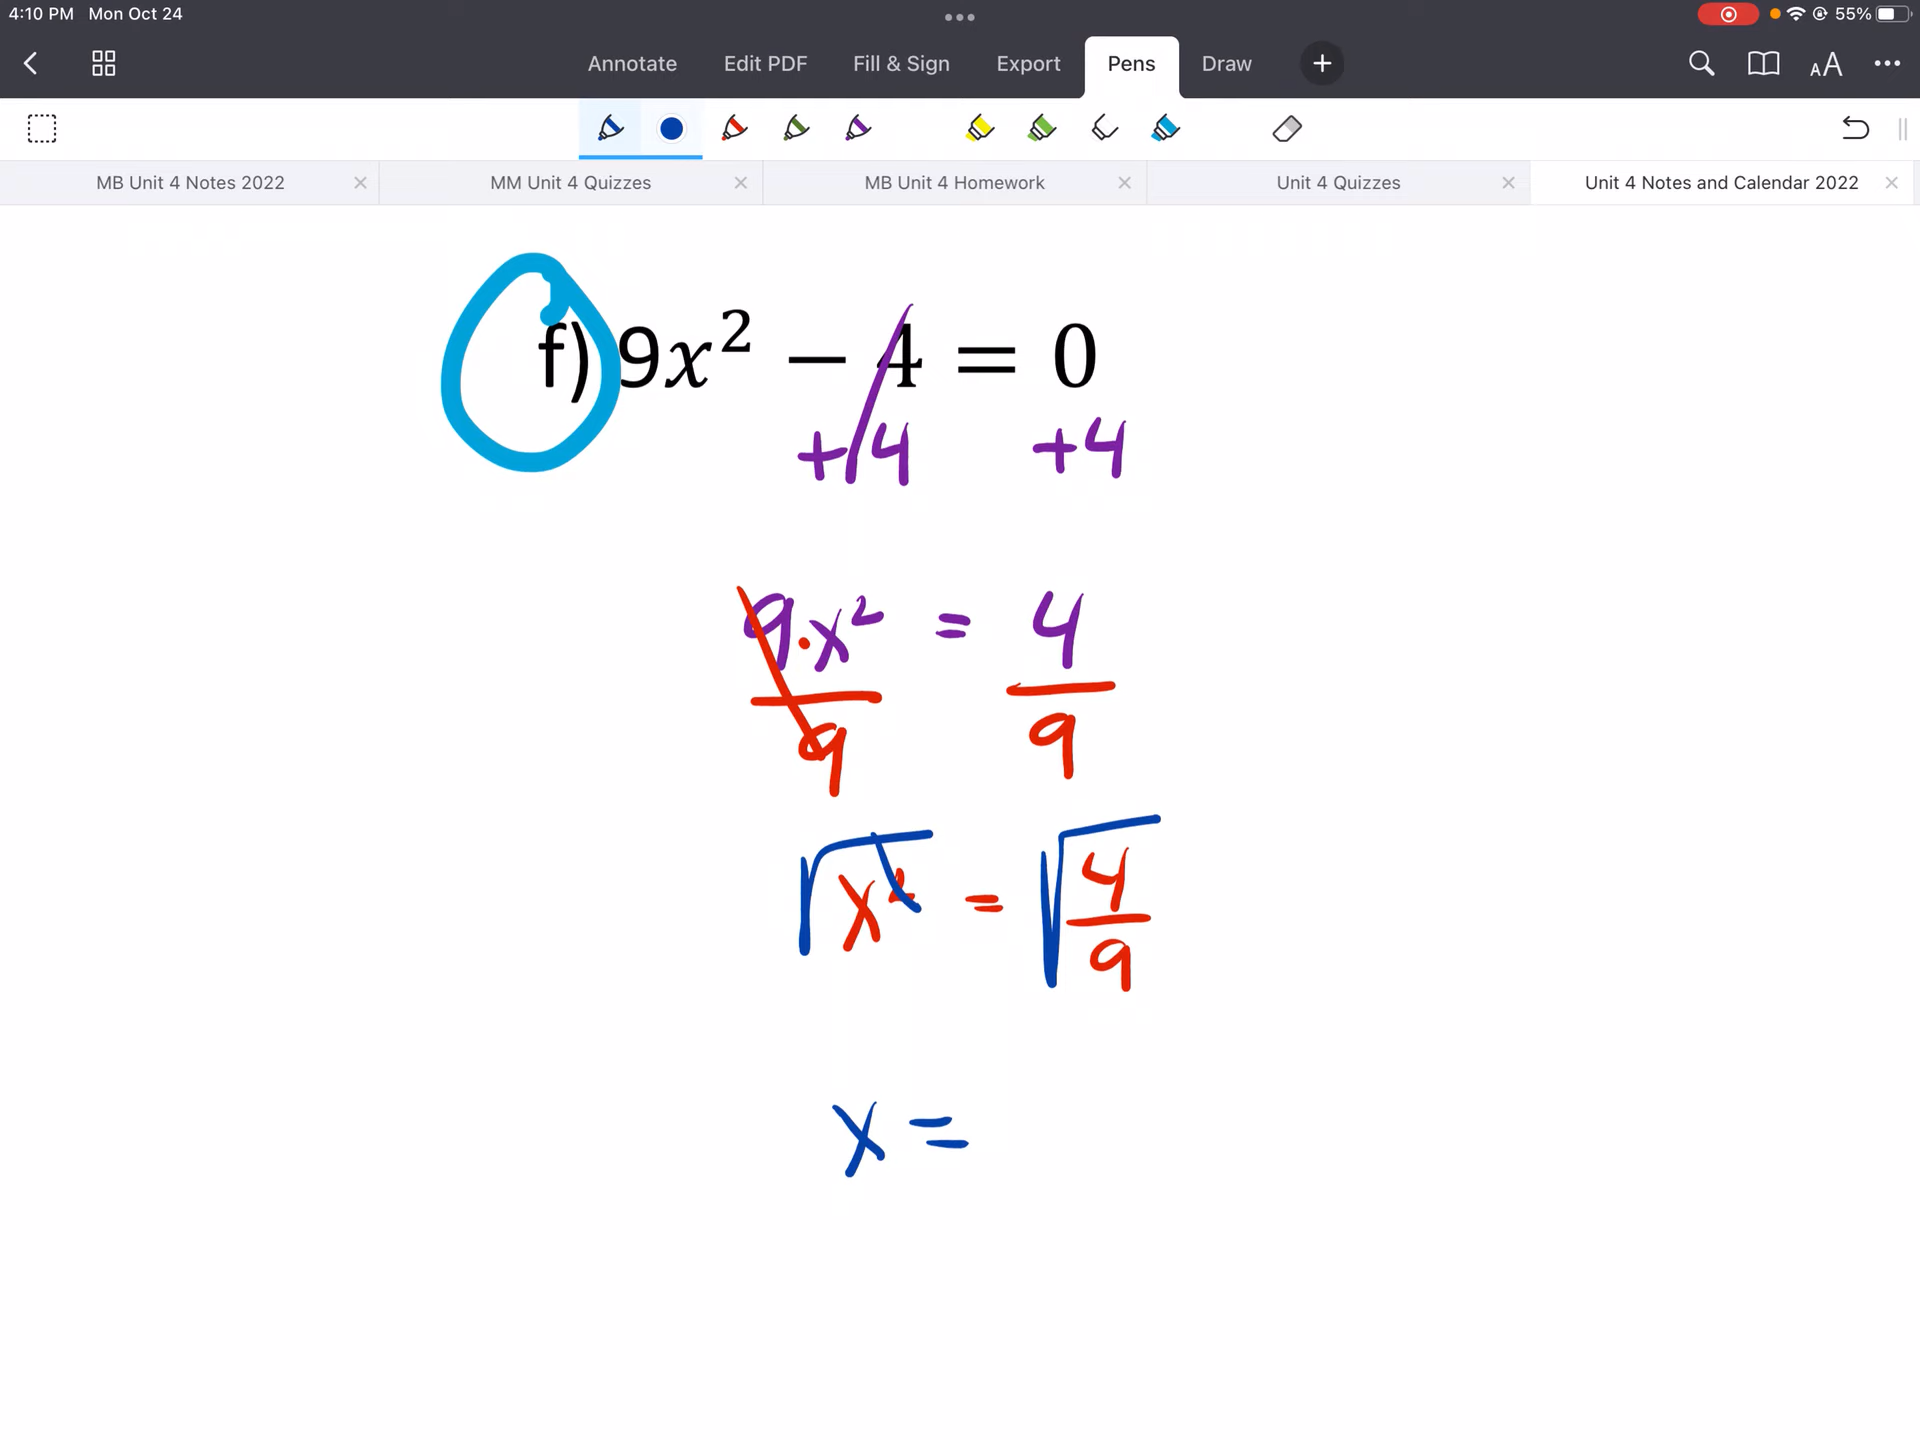 4:10 PM Mon Oct 24 55%
Annotate Edit PDF Fill & Sign Export Pens Draw
AA
MB Unit 4 Notes 2022 MM Unit 4 Quizzes MB Unit 4 Homework Unit 4 Quizzes Unit 4 Notes and Calendar 2022
f) 9x² − 4 = 0
+4 +4
9·x² = 4
9 9
√x² = √4/9
x =